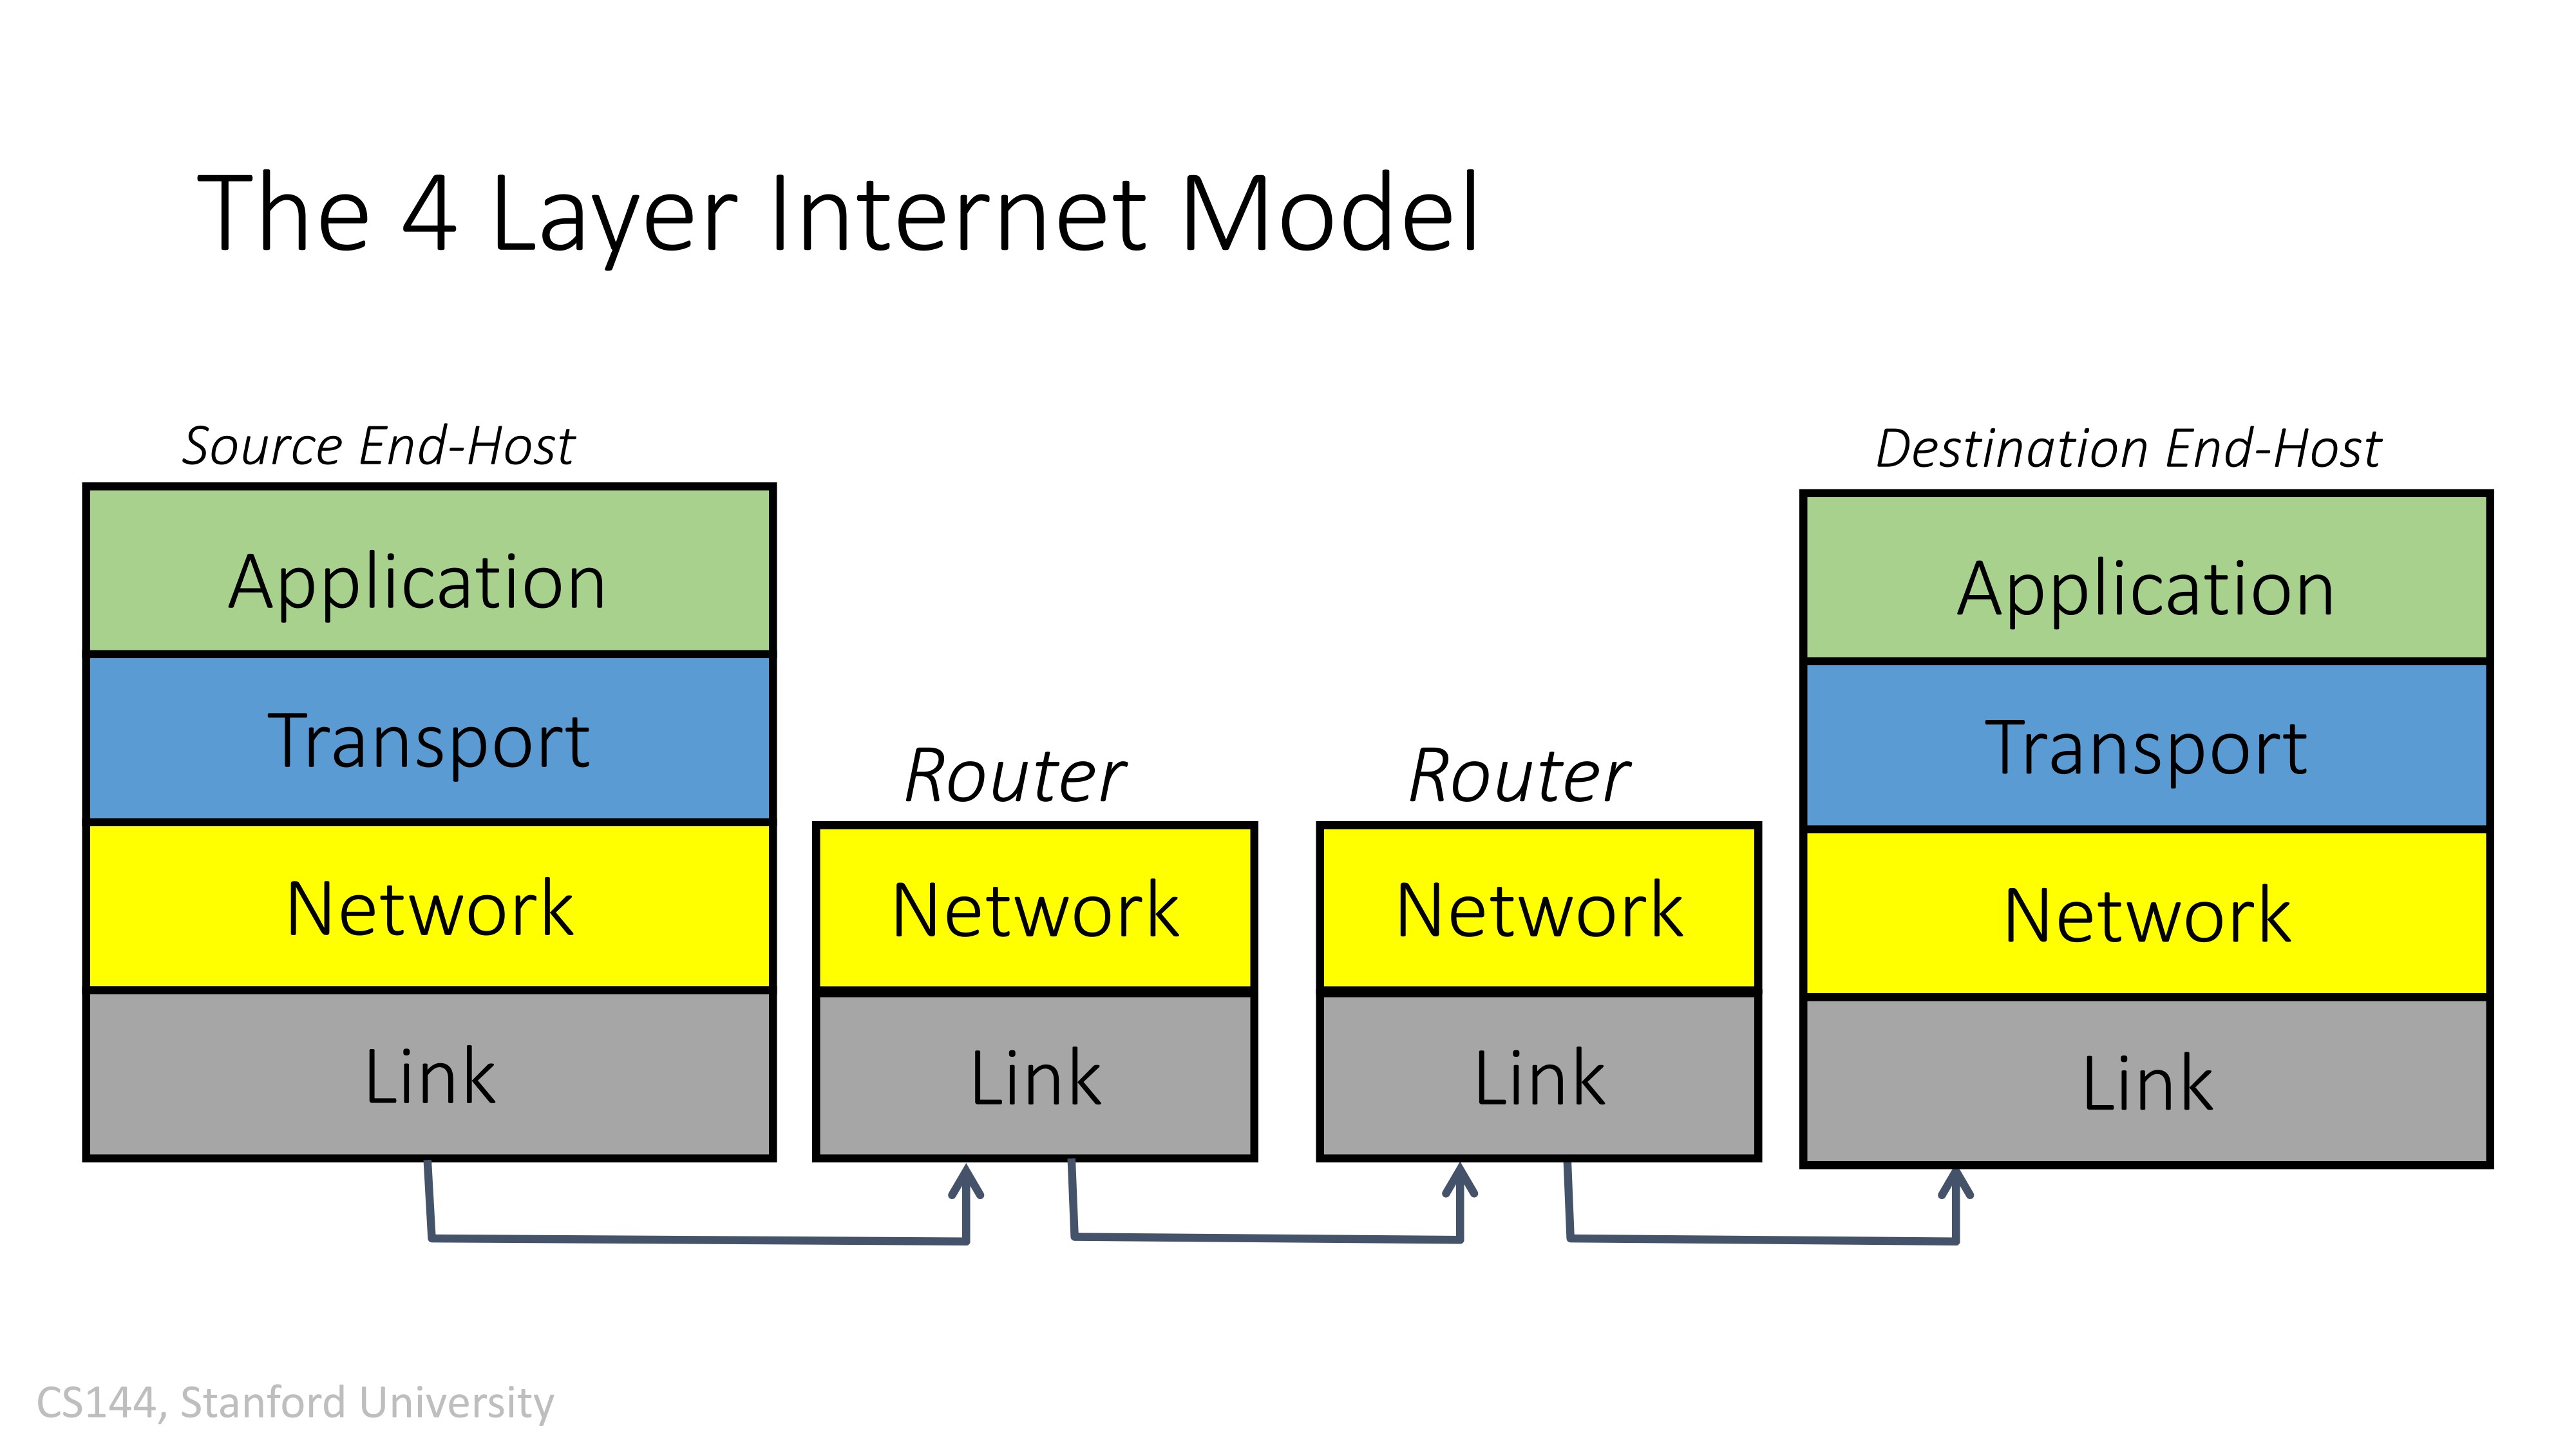 The 4 Layer Internet Model
Source End-Host
Application
Transport
Network
Link
Router
Network
Link
Router
Network
Link
Destination End-Host
Application
Transport
Network
Link
CS144, Stanford University